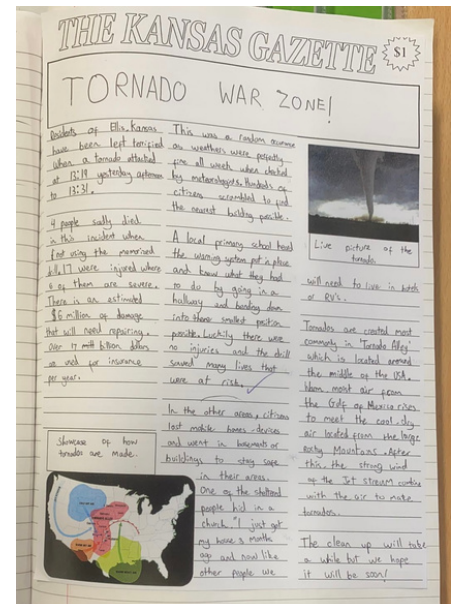 THE KANSAS GAZETTE
$1
TORNADO WAR ZONE!
Residents of Ellis, Kansas
have been left terrified
when a tornado attacked
at 13:19 yesterday afternoon
to 13:31.
4 people sadly died
in this incident when
not using the memorised
drills. 17 were injured where
4 of them are severe.
There is an estimated
$6 million of damage
that will need repairing.
Over 17 billion dollars
is used for insurance
per year.
Showcase of how
tornados are made.
This was a random
as weathers were perfectly
fine all week when checked
by meteorologists. Hundreds of
citizens scrambled to find
the nearest building possible.
A local primary school heard
the warning system put in place
and knew what they had
to do by going in a
hallway and bending down
into their smallest position
possible. Luckily there were
no injuries and the drill
saved many lives that
were at risk.
In the other areas, citizens
lost mobile homes, devices
and went in basements or
buildings to stay safe
in their areas.
One of the
people hid in a
church. "I just got
my house 3 months
ago and now like
other people we
Live picture of the
tornado.
will need to live in hotels
or RV's.
Tornados are created most
commonly in 'Tornado Alley'
which is located around
the middle of the USA.
Warm moist air from
the Gulf of Mexico rises
to meet the cool, dry
air located from the large
Rocky Mountains. After
this, the strong wind
of the Jet stream combine
with the air to make
tornados.
The clean up will take
a while but we hope
it will be soon!